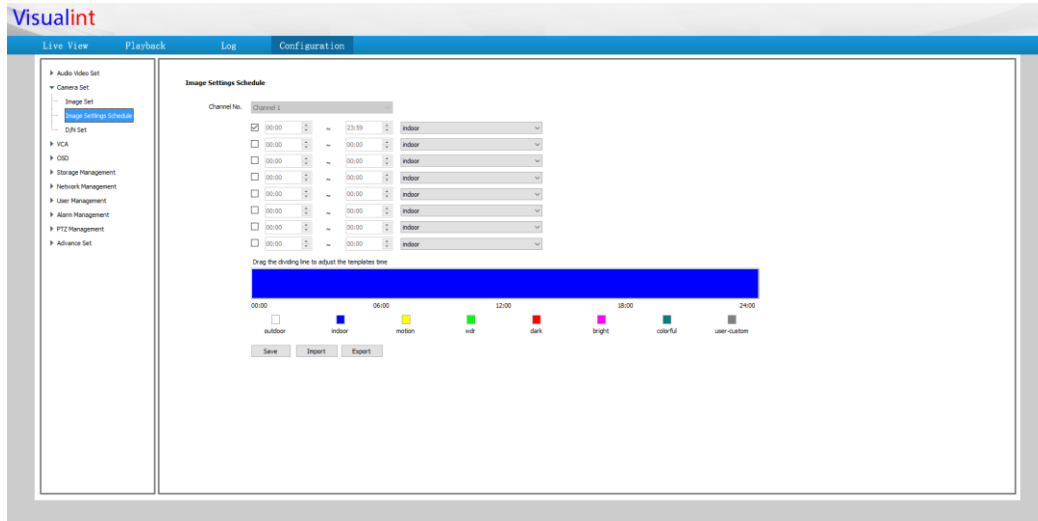 Visualint
Live View Playback Log Configuration
Audio Video Set
Camera Set
Image Set
Image Settings Schedule
D/N Set
VCA
OSD
Storage Management
Network Management
User Management
Alarm Management
PTZ Management
Advance Set
Image Settings Schedule
Channel No. Channel 1
00:00 ~ 23:59 indoor
00:00 ~ 00:00 indoor
00:00 ~ 00:00 indoor
00:00 ~ 00:00 indoor
00:00 ~ 00:00 indoor
00:00 ~ 00:00 indoor
00:00 ~ 00:00 indoor
00:00 ~ 00:00 indoor
Drag the dividing line to adjust the templates time
00:00 06:00 12:00 18:00 24:00
outdoor indoor motion wdr dark bright colorful user-custom
Save Import Export